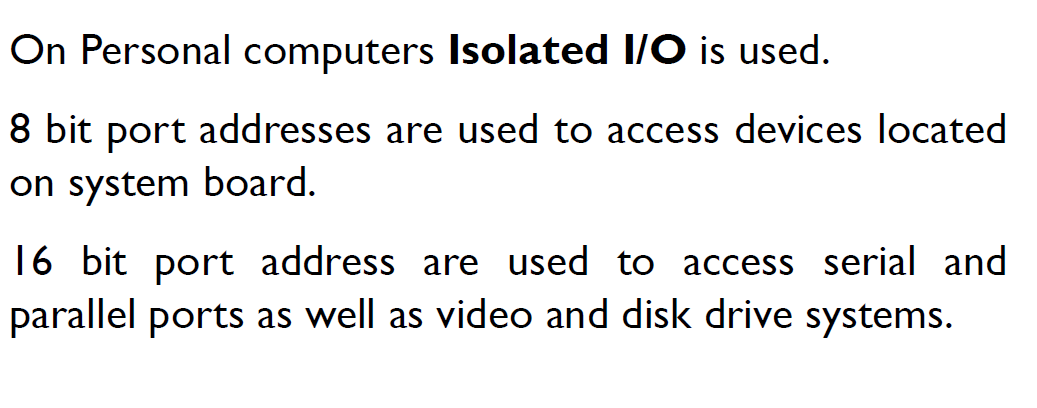 On Personal computers Isolated I/O is used.
8 bit port addresses are used to access devices located
on system board.
16 bit port address are used to access serial and
parallel ports as well as video and disk drive systems.